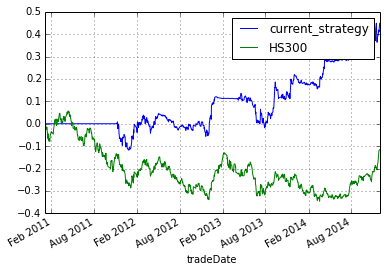 0.5
0.4
0.3
0.2
0.1
0.0
−0.1
−0.2
−0.3
−0.4
current_strategy
HS300
Feb 2011
Aug 2011
Feb 2012
Aug 2012
Feb 2013
Aug 2013
Feb 2014
Aug 2014
tradeDate